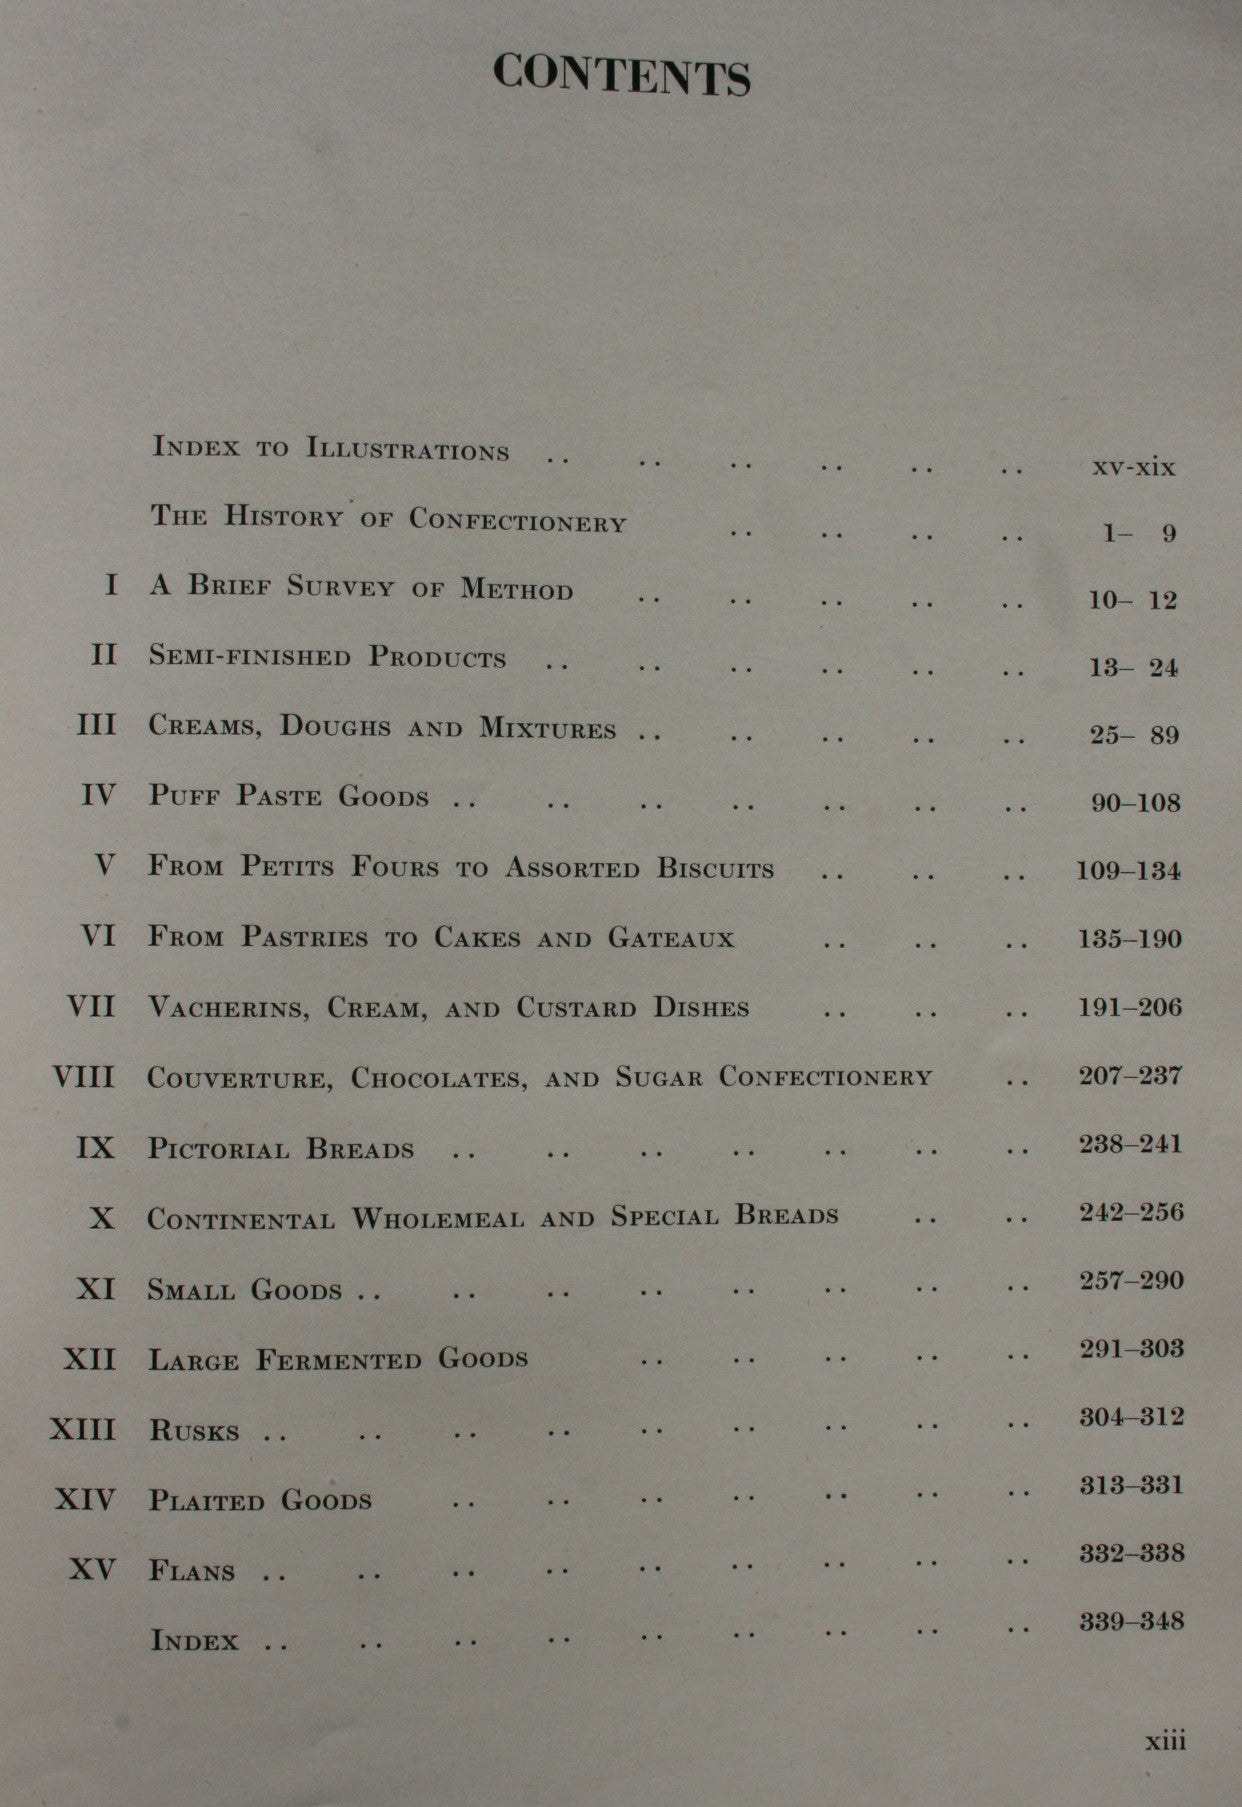 CONTENTS
INDEX TO ILLUSTRATIONS .. .. .. .. .. .. xv-xix
THE HISTORY OF CONFECTIONERY .. .. .. .. 1– 9
I A BRIEF SURVEY OF METHOD .. .. .. .. .. 10– 12
II SEMI-FINISHED PRODUCTS .. .. .. .. .. .. 13– 24
III CREAMS, DOUGHS AND MIXTURES .. .. .. .. .. 25– 89
IV PUFF PASTE GOODS .. .. .. .. .. .. .. 90–108
V FROM PETITS FOURS TO ASSORTED BISCUITS .. .. .. 109–134
VI FROM PASTRIES TO CAKES AND GATEAUX .. .. .. 135–190
VII VACHERINS, CREAM, AND CUSTARD DISHES .. .. .. 191–206
VIII COUVERTURE, CHOCOLATES, AND SUGAR CONFECTIONERY .. 207–237
IX PICTORIAL BREADS .. .. .. .. .. .. .. 238–241
X CONTINENTAL WHOLEMEAL AND SPECIAL BREADS .. .. 242–256
XI SMALL GOODS .. .. .. .. .. .. .. .. 257–290
XII LARGE FERMENTED GOODS .. .. .. .. .. 291–303
XIII RUSKS .. .. .. .. .. .. .. .. .. 304–312
XIV PLAITED GOODS .. .. .. .. .. .. .. 313–331
XV FLANS .. .. .. .. .. .. .. .. .. 332–338
INDEX .. .. .. .. .. .. .. .. .. 339–348
xiii